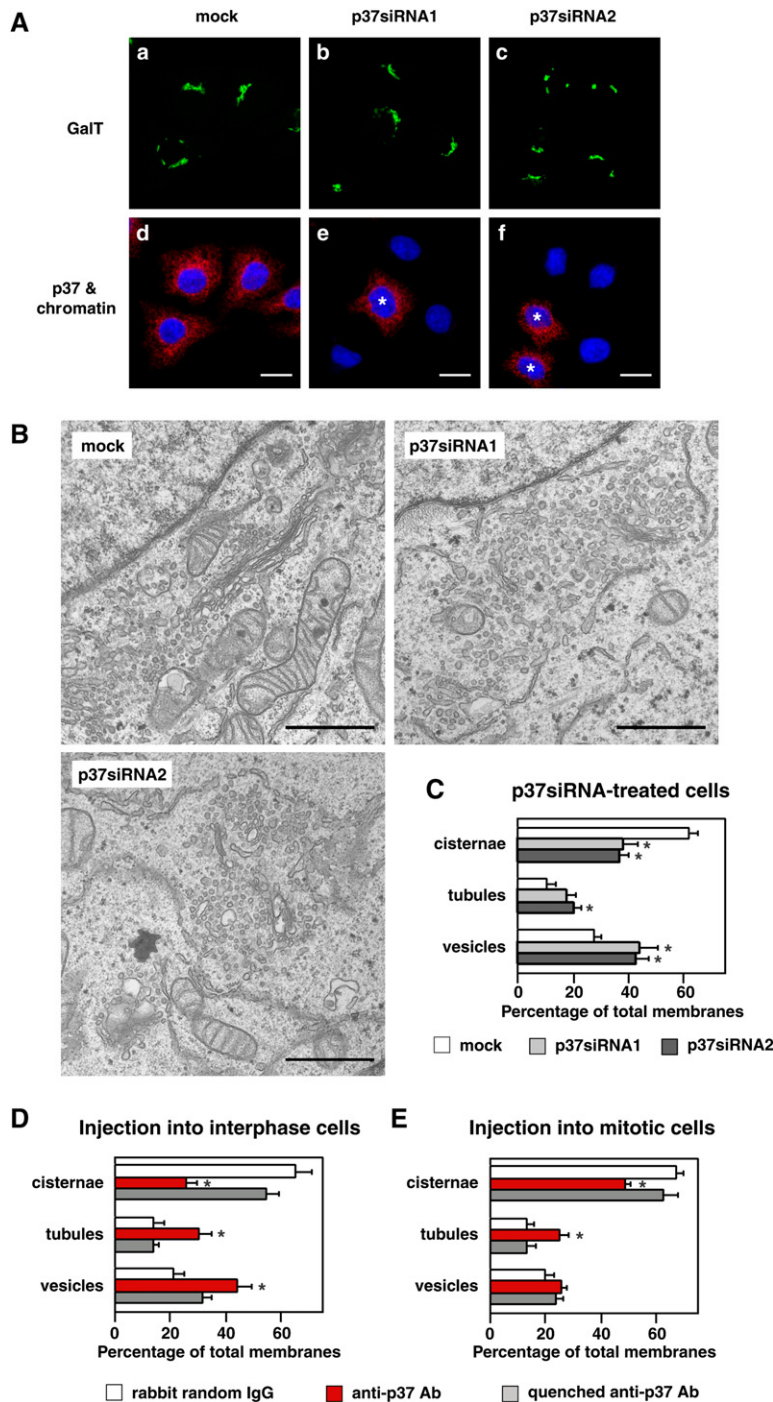 A
mock
p37siRNA1
p37siRNA2
a
b
c
GalT
d
e
f
p37 &
chromatin
*
*
*
B
mock
p37siRNA1
p37siRNA2
C
p37siRNA-treated cells
cisternae
*
*
tubules
*
vesicles
*
*
0
20
40
60
Percentage of total membranes
mock
p37siRNA1
p37siRNA2
D
Injection into interphase cells
cisternae
*
tubules
*
vesicles
*
0
20
40
60
Percentage of total membranes
E
Injection into mitotic cells
cisternae
*
tubules
*
vesicles
0
20
40
60
Percentage of total membranes
rabbit random IgG
anti-p37 Ab
quenched anti-p37 Ab